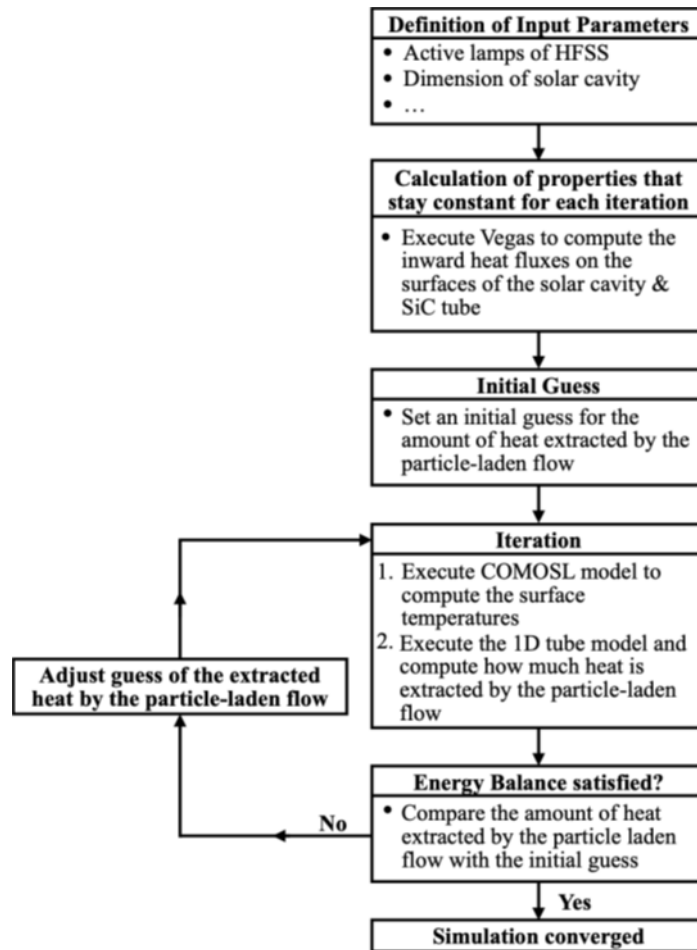 Definition of Input Parameters
• Active lamps of HFSS
• Dimension of solar cavity
• ...
Calculation of properties that
stay constant for each iteration
• Execute Vegas to compute the
inward heat fluxes on the
surfaces of the solar cavity &
SiC tube
Initial Guess
• Set an initial guess for the
amount of heat extracted by the
particle-laden flow
Iteration
1. Execute COMOSL model to
compute the surface
temperatures
2. Execute the 1D tube model and
compute how much heat is
extracted by the particle-laden
flow
Adjust guess of the extracted
heat by the particle-laden flow
Energy Balance satisfied?
• Compare the amount of heat
extracted by the particle laden
flow with the initial guess
No
Yes
Simulation converged